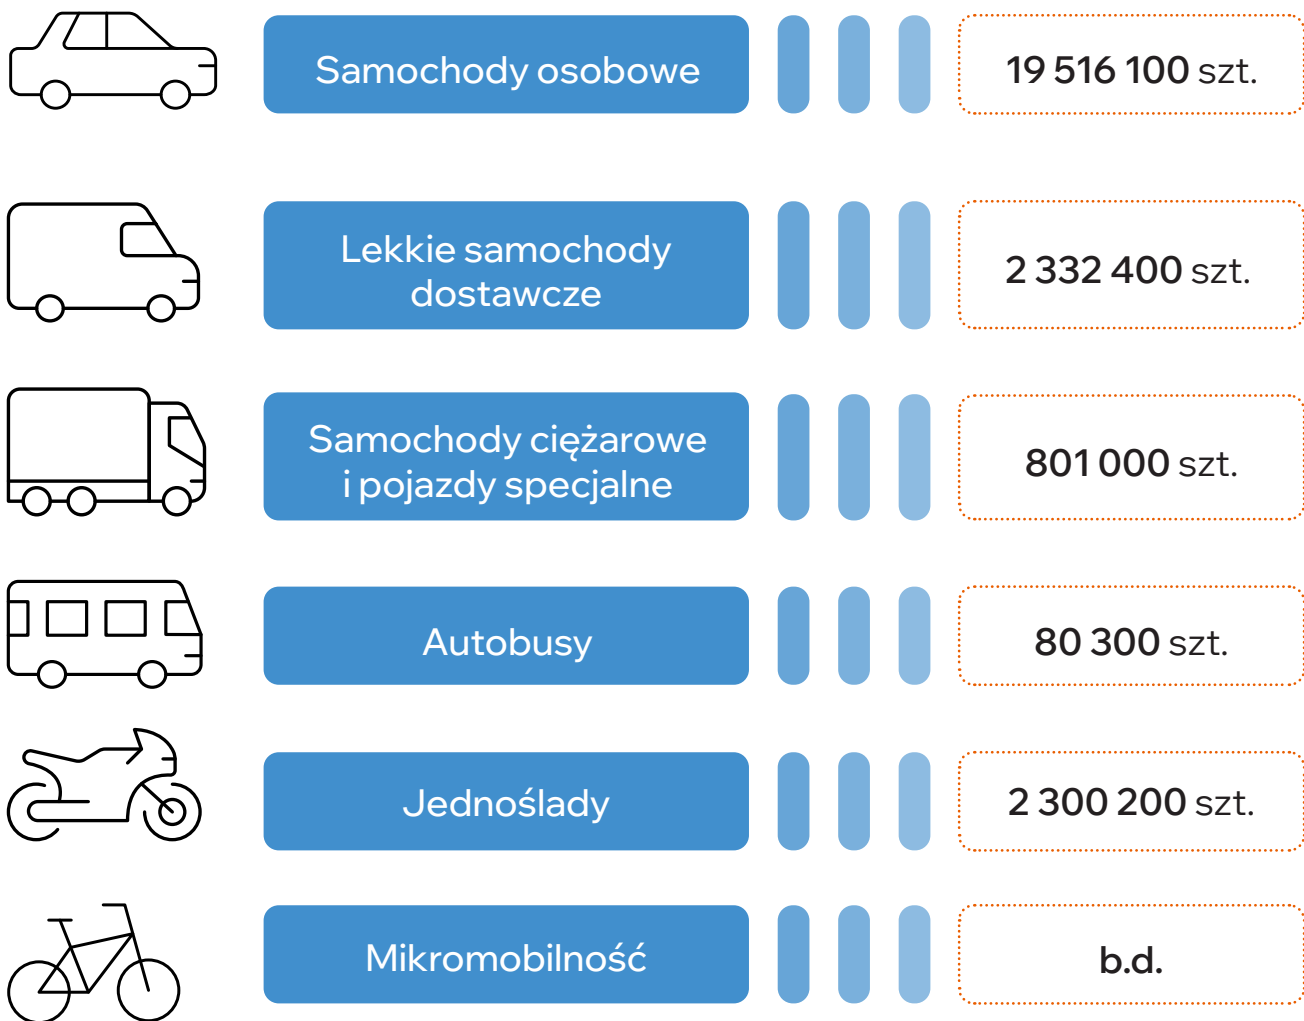 Samochody osobowe
19 516 100 szt.
Lekkie samochody
dostawcze
2 332 400 szt.
Samochody ciężarowe
i pojazdy specjalne
801 000 szt.
Autobusy
80 300 szt.
Jednoślady
2 300 200 szt.
Mikromobilność
b.d.